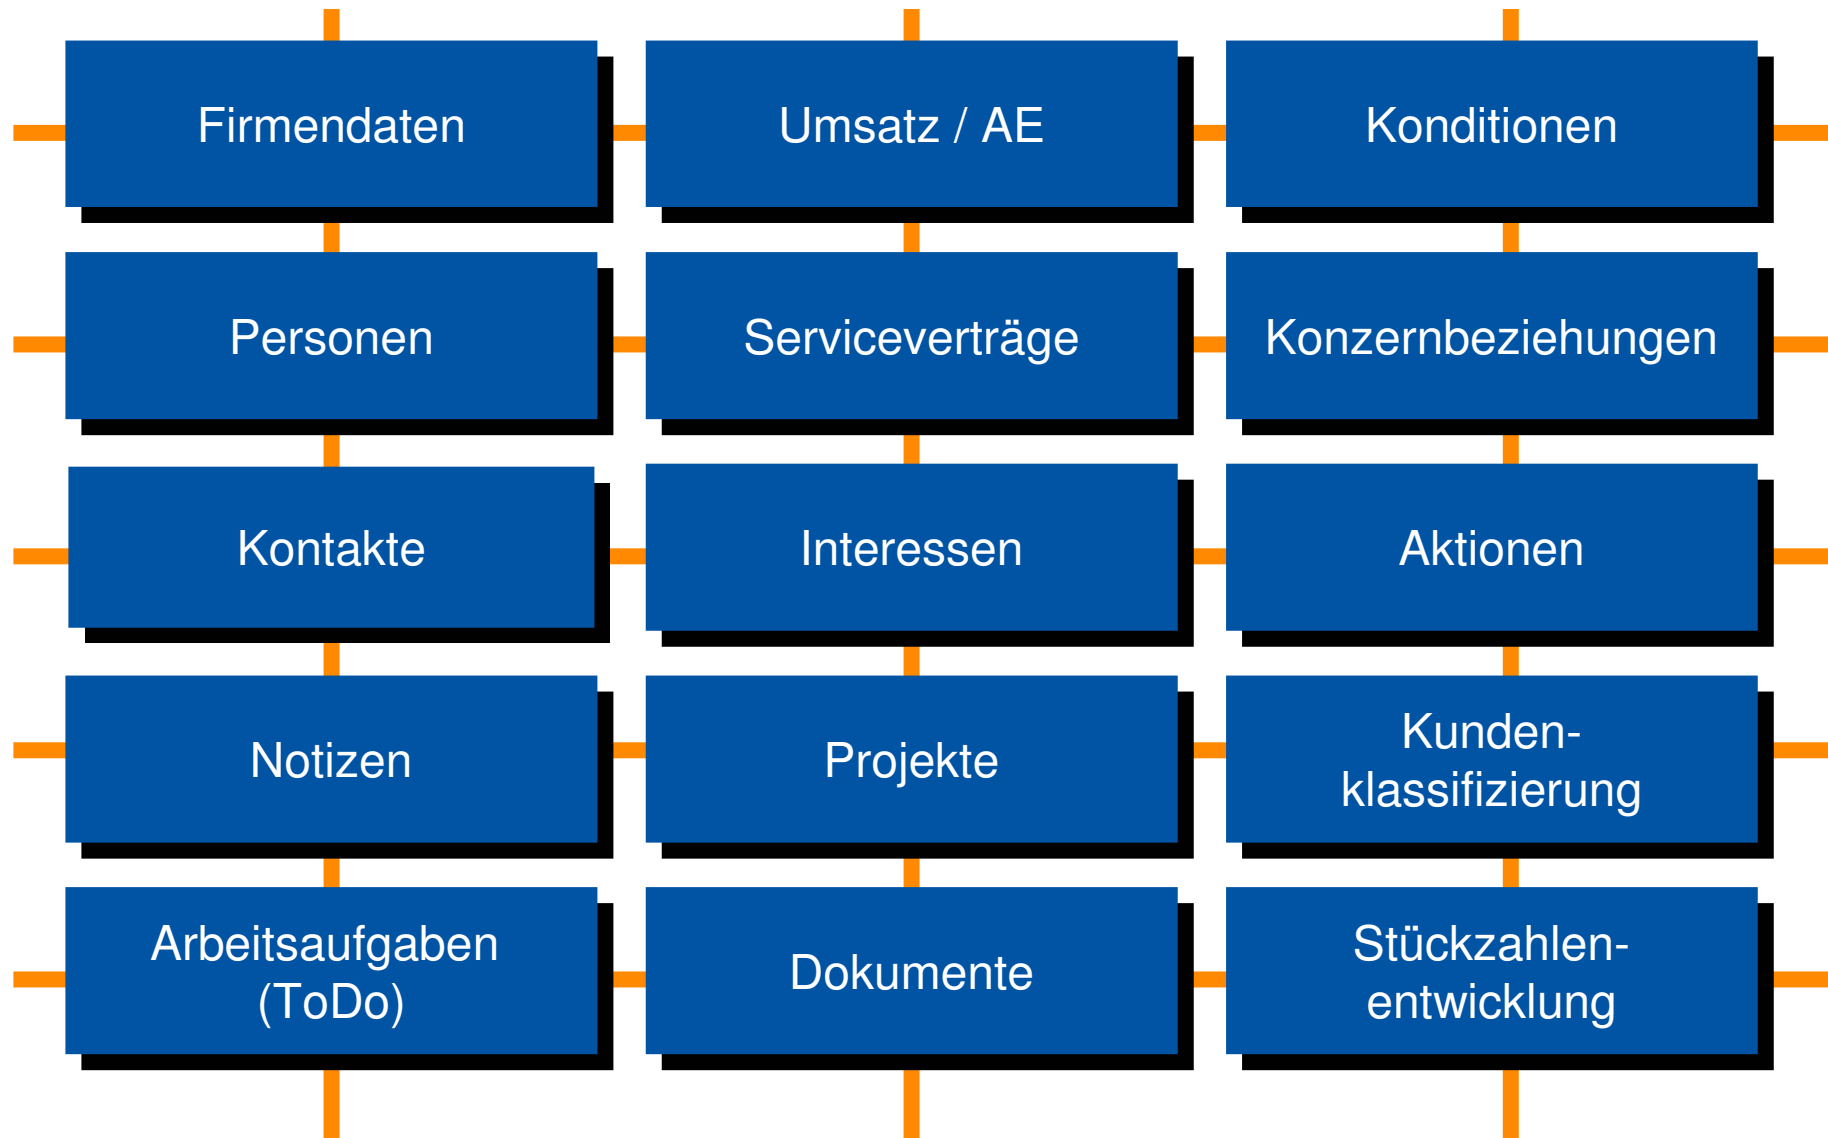 Firmendaten
Umsatz / AE
Konditionen
Personen
Serviceverträge
Konzernbeziehungen
Kontakte
Interessen
Aktionen
Notizen
Projekte
Kunden-
klassifizierung
Arbeitsaufgaben
(ToDo)
Dokumente
Stückzahlen-
entwicklung